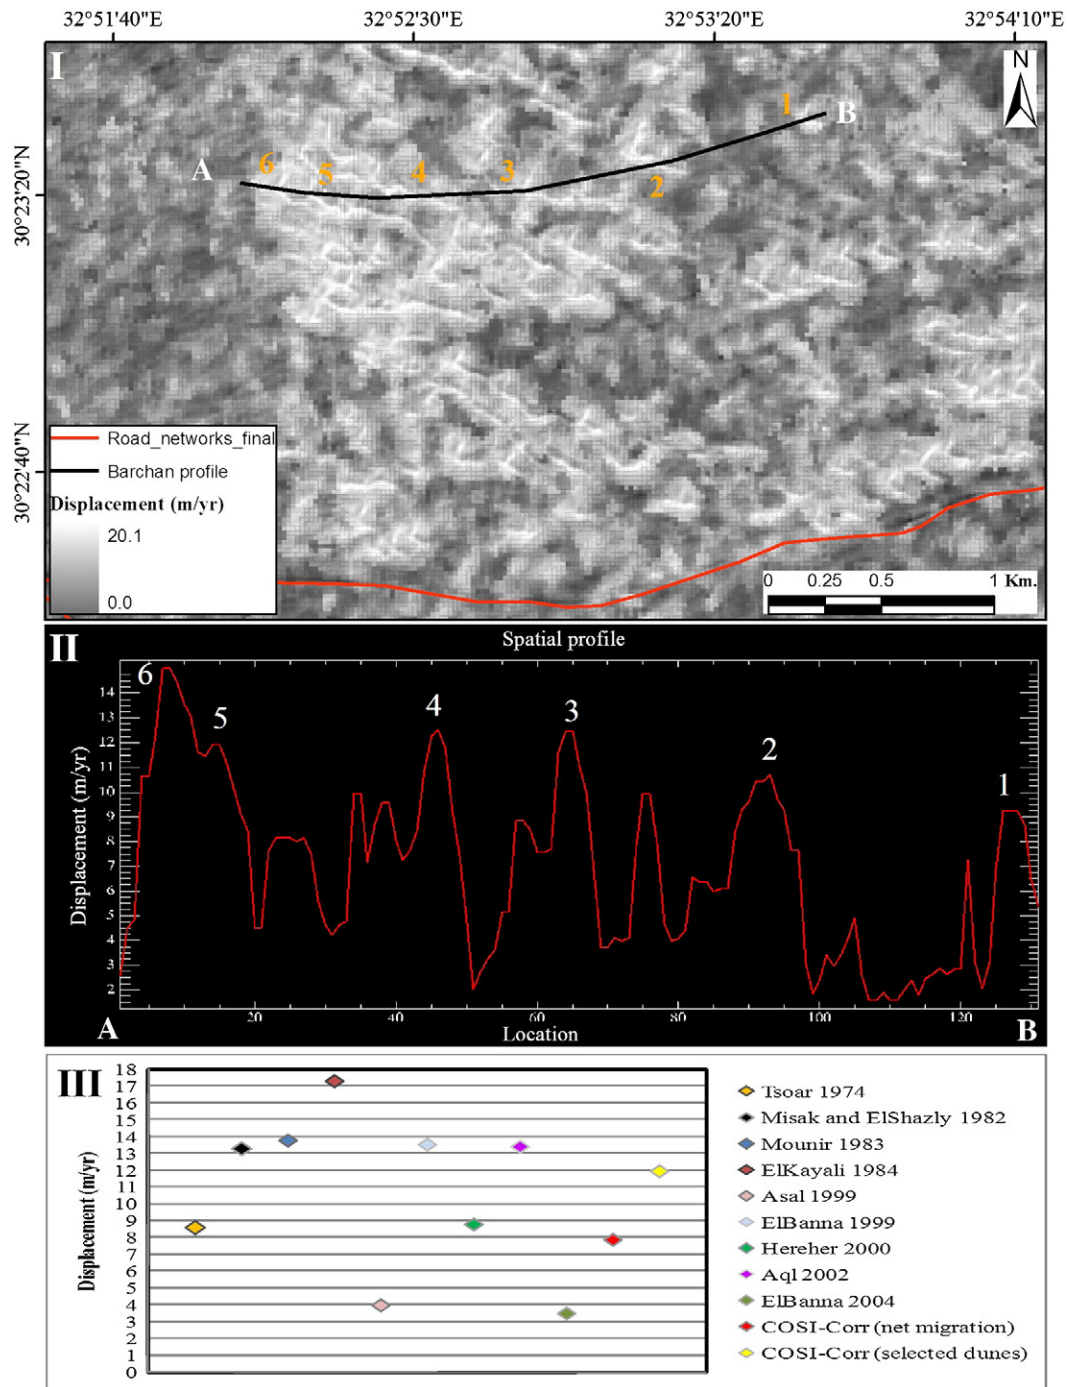 32°51'40"E 32°52'30"E 32°53'20"E 32°54'10"E
I
N
1
B
A
6
5
4
3
2
30°23'20"N
30°22'40"N
Road_networks_final
Barchan profile
Displacement (m/yr)
20.1
0.0
0 0.25 0.5 1 Km.
II
Spatial profile
6
5
4
3
2
1
Displacement (m/yr)
14
13
12
11
10
9
8
7
6
5
4
3
2
20 40 60 80 100 120
A
Location
B
III
Displacement (m/yr)
18
17
16
15
14
13
12
11
10
9
8
7
6
5
4
3
2
1
0
Tsoar 1974
Misak and ElShazly 1982
Mounir 1983
ElKayali 1984
Asal 1999
ElBanna 1999
Hereher 2000
Aql 2002
ElBanna 2004
COSI-Corr (net migration)
COSI-Corr (selected dunes)